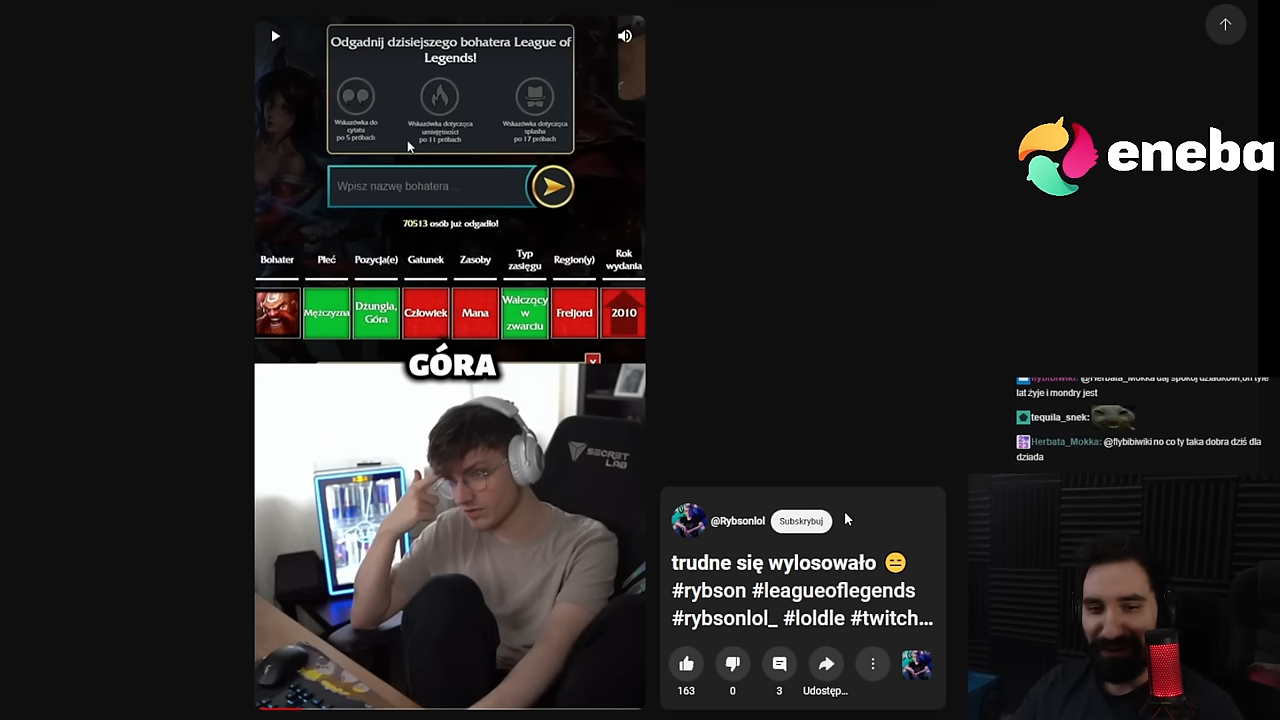 Odgadnij dzisiejszego bohatera League of
Legends!
Wskazówka do
cytatu
po 5 próbach
Wskazówka dotycząca
umiejętności
po 11 próbach
Wskazówka dotycząca
splasha
po 17 próbach
Wpisz nazwę bohatera ...
70513 osób już odgadło!
Bohater
Płeć
Pozycja(e)
Gatunek
Zasoby
Typ
zasięgu
Region(y)
Rok
wydania
Mężczyzna
Dżungla,
Góra
Człowiek
Mana
Walczący
w
zwarciu
Freljord
2010
GÓRA
SECRET
LAB
@Rybsonlol
Subskrybuj
trudne się wylosowało 😑
#rybson #leagueoflegends
#rybsonlol_ #loldle #twitch...
163
0
3
Udostęp...
eneba
flybibiwiki: @Herbata_Mokka daj spokój dziadkowi,on tyle
lat żyje i mondry jest
tequila_snek:
Herbata_Mokka: @flybibiwiki no co ty taka dobra dziś dla
dziada